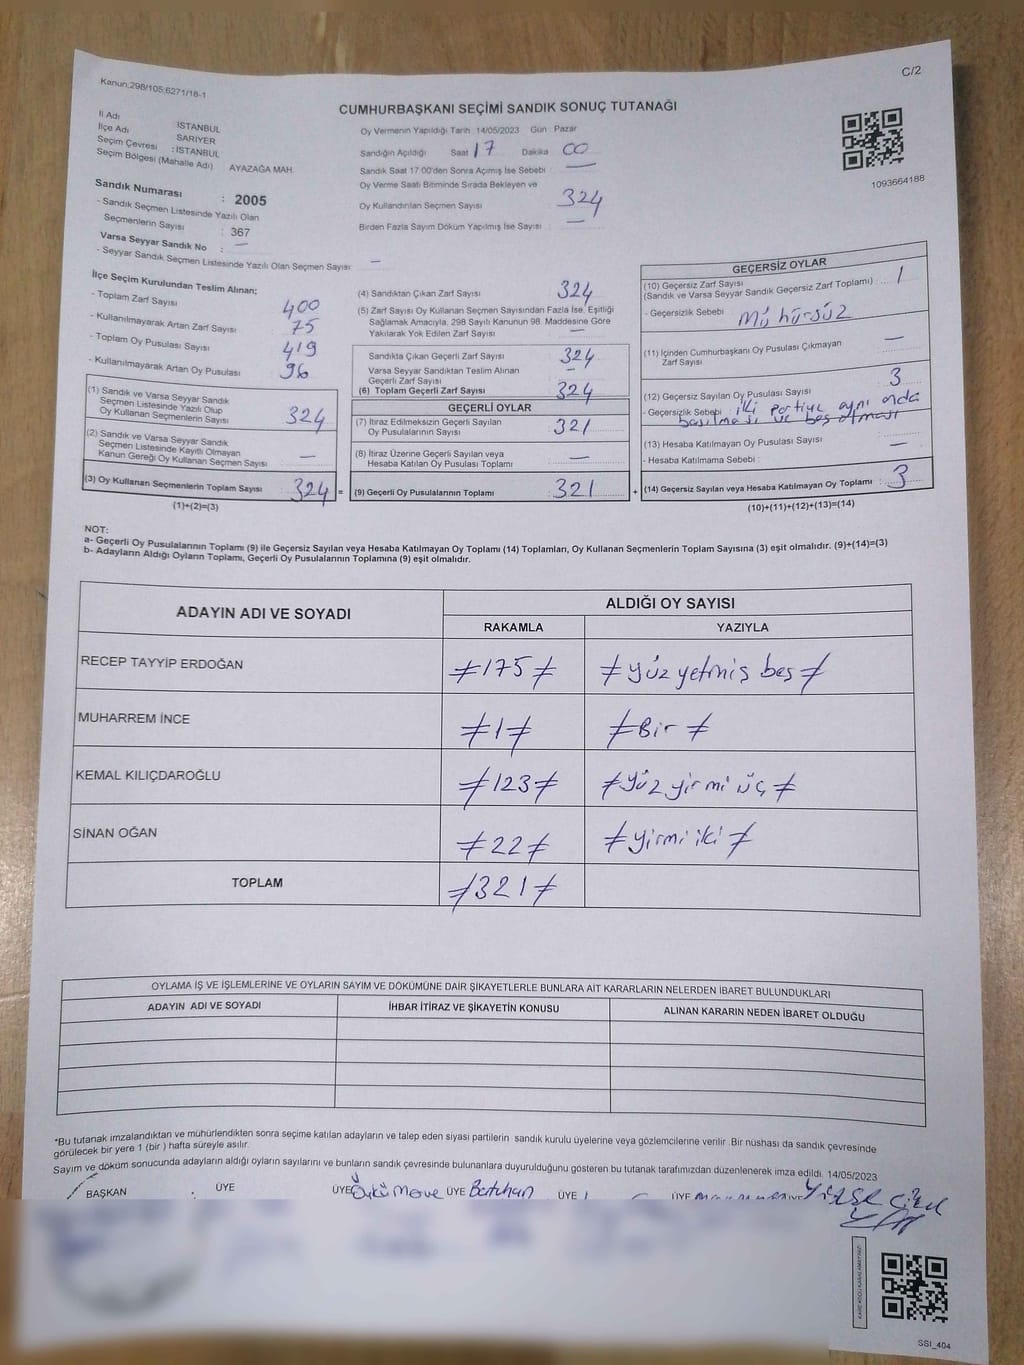 Kanun;298/105;6271/18-1
C/2
CUMHURBAŞKANI SEÇİMİ SANDIK SONUÇ TUTANAĞI
İl Adı İSTANBUL
İlçe Adı SARIYER
Seçim Çevresi : İSTANBUL
Seçim Bölgesi (Mahalle Adı) AYAZAĞA MAH.
Sandık Numarası : 2005
- Sandık Seçmen Listesinde Yazılı Olan
Seçmenlerin Sayısı : 367
Varsa Seyyar Sandık No : —
- Seyyar Sandık Seçmen Listesinde Yazılı Olan Seçmen Sayısı: —
Oy Vermenin Yapıldığı Tarih 14/05/2023 Gün : Pazar
Sandığın Açıldığı Saat 17 Dakika 00
Sandık Saat 17.00'den Sonra Açılmış İse Sebebi : —
Oy Verme Saati Bitiminde Sırada Bekleyen ve
Oy Kullandırılan Seçmen Sayısı 324
Birden Fazla Sayım Döküm Yapılmış İse Sayısı : —
1093664188
İlçe Seçim Kurulundan Teslim Alınan;
- Toplam Zarf Sayısı 400
- Kullanılmayarak Artan Zarf Sayısı 75
- Toplam Oy Pusulası Sayısı 419
- Kullanılmayarak Artan Oy Pusulası 96
(1) Sandık ve Varsa Seyyar Sandık
Seçmen Listesinde Yazılı Olup
Oy Kullanan Seçmenlerin Sayısı 324
(2) Sandık ve Varsa Seyyar Sandık
Seçmen Listesinde Kayıtlı Olmayan
Kanun Gereği Oy Kullanan Seçmen Sayısı —
(3) Oy Kullanan Seçmenlerin Toplam Sayısı 324 =
(1)+(2)=(3)
(4) Sandıktan Çıkan Zarf Sayısı 324
(5) Zarf Sayısı Oy Kullanan Seçmen Sayısından Fazla İse, Eşitliği
Sağlamak Amacıyla, 298 Sayılı Kanunun 98. Maddesine Göre
Yakılarak Yok Edilen Zarf Sayısı —
Sandıkta Çıkan Geçerli Zarf Sayısı 324
Varsa Seyyar Sandıktan Teslim Alınan
Geçerli Zarf Sayısı —
(6) Toplam Geçerli Zarf Sayısı 324
GEÇERLİ OYLAR
(7) İtiraz Edilmeksizin Geçerli Sayılan
Oy Pusulalarının Sayısı 321
(8) İtiraz Üzerine Geçerli Sayılan veya
Hesaba Katılan Oy Pusulası Toplamı —
(9) Geçerli Oy Pusulalarının Toplamı 321 +
GEÇERSİZ OYLAR
(10) Geçersiz Zarf Sayısı
(Sandık ve Varsa Seyyar Sandık Geçersiz Zarf Toplamı) 1
- Geçersizlik Sebebi Mühürsüz
(11) İçinden Cumhurbaşkanı Oy Pusulası Çıkmayan
Zarf Sayısı —
(12) Geçersiz Sayılan Oy Pusulası Sayısı 3
- Geçersizlik Sebebi iki partiye aynı anda
basılması ve boş olması
(13) Hesaba Katılmayan Oy Pusulası Sayısı —
- Hesaba Katılmama Sebebi :
(14) Geçersiz Sayılan veya Hesaba Katılmayan Oy Toplamı : 3
(10)+(11)+(12)+(13)=(14)
NOT:
a- Geçerli Oy Pusulalarının Toplamı (9) ile Geçersiz Sayılan veya Hesaba Katılmayan Oy Toplamı (14) Toplamları, Oy Kullanan Seçmenlerin Toplam Sayısına (3) eşit olmalıdır. (9)+(14)=(3)
b- Adayların Aldığı Oyların Toplamı, Geçerli Oy Pusulalarının Toplamına (9) eşit olmalıdır.
ADAYIN ADI VE SOYADI ALDIĞI OY SAYISI
RAKAMLA YAZIYLA
RECEP TAYYİP ERDOĞAN ≠175≠ ≠yüz yetmiş beş≠
MUHARREM İNCE ≠1≠ ≠Bir≠
KEMAL KILIÇDAROĞLU ≠123≠ ≠yüz yirmi üç≠
SİNAN OĞAN ≠22≠ ≠yirmi iki≠
TOPLAM ≠321≠
OYLAMA İŞ VE İŞLEMLERİNE VE OYLARIN SAYIM VE DÖKÜMÜNE DAİR ŞİKAYETLERLE BUNLARA AİT KARARLARIN NELERDEN İBARET BULUNDUKLARI
ADAYIN ADI VE SOYADI İHBAR İTİRAZ VE ŞİKAYETİN KONUSU ALINAN KARARIN NEDEN İBARET OLDUĞU
*Bu tutanak imzalandıktan ve mühürlendikten sonra seçime katılan adayların ve talep eden siyasi partilerin sandık kurulu üyelerine veya gözlemcilerine verilir. Bir nüshası da sandık çevresinde
görülecek bir yere 1 (bir ) hafta süreyle asılır.
Sayım ve döküm sonucunda adayların aldığı oyların sayılarını ve bunların sandık çevresinde bulunanlara duyurulduğunu gösteren bu tutanak tarafımızdan düzenlenerek imza edildi. 14/05/2023
BAŞKAN ÜYE ÜYE ÜYE Batuhan ÜYE ÜYE
SSI_404